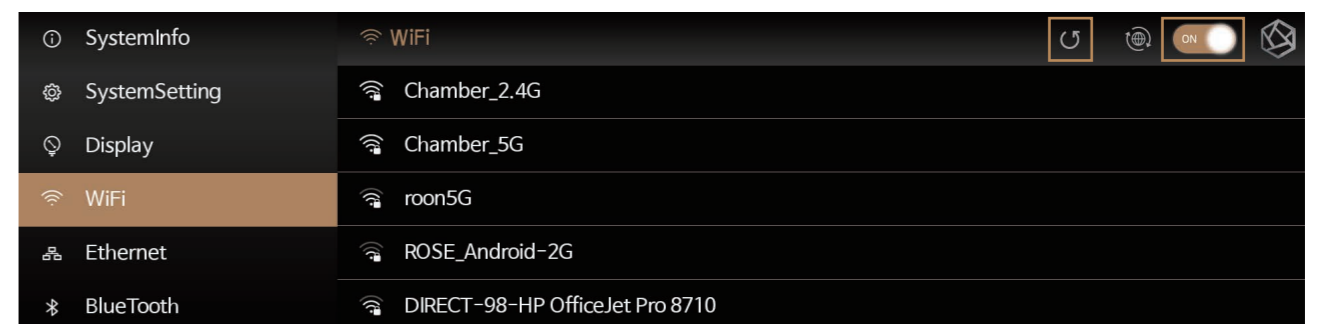 SystemInfo
SystemSetting
Display
WiFi
Ethernet
BlueTooth
WiFi
ON
Chamber_2.4G
Chamber_5G
roon5G
ROSE_Android-2G
DIRECT-98-HP OfficeJet Pro 8710